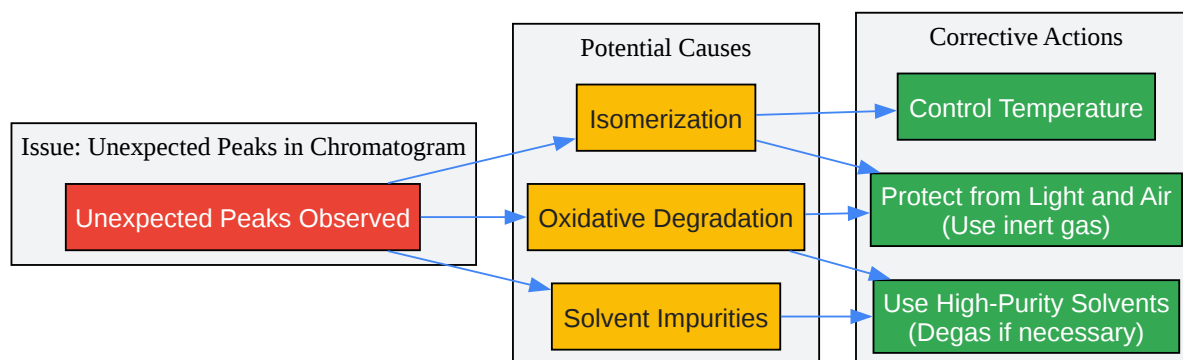 Issue: Unexpected Peaks in Chromatogram
Unexpected Peaks Observed
Potential Causes
Isomerization
Oxidative Degradation
Solvent Impurities
Corrective Actions
Control Temperature
Protect from Light and Air
(Use inert gas)
Use High-Purity Solvents
(Degas if necessary)